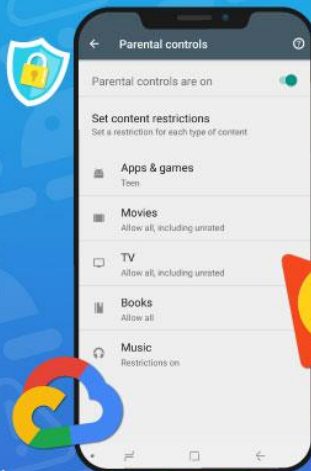 Parental controls
Parental controls are on
Set content restrictions
Set a restriction for each type of content
Apps & games
Teen
Movies
Allow all, including unrated
TV
Allow all, including unrated
Books
Allow all
Music
Restrictions on